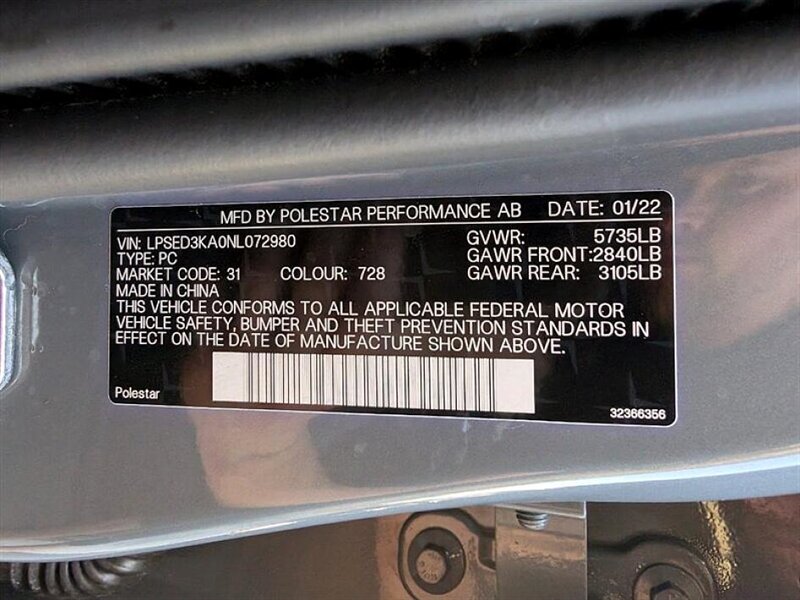 MFD BY POLESTAR PERFORMANCE AB DATE: 01/22
VIN: LPSED3KA0NL072980 GVWR: 5735LB
TYPE: PC GAWR FRONT:2840LB
MARKET CODE: 31 COLOUR: 728 GAWR REAR: 3105LB
MADE IN CHINA
THIS VEHICLE CONFORMS TO ALL APPLICABLE FEDERAL MOTOR
VEHICLE SAFETY, BUMPER AND THEFT PREVENTION STANDARDS IN
EFFECT ON THE DATE OF MANUFACTURE SHOWN ABOVE.
Polestar 32366356